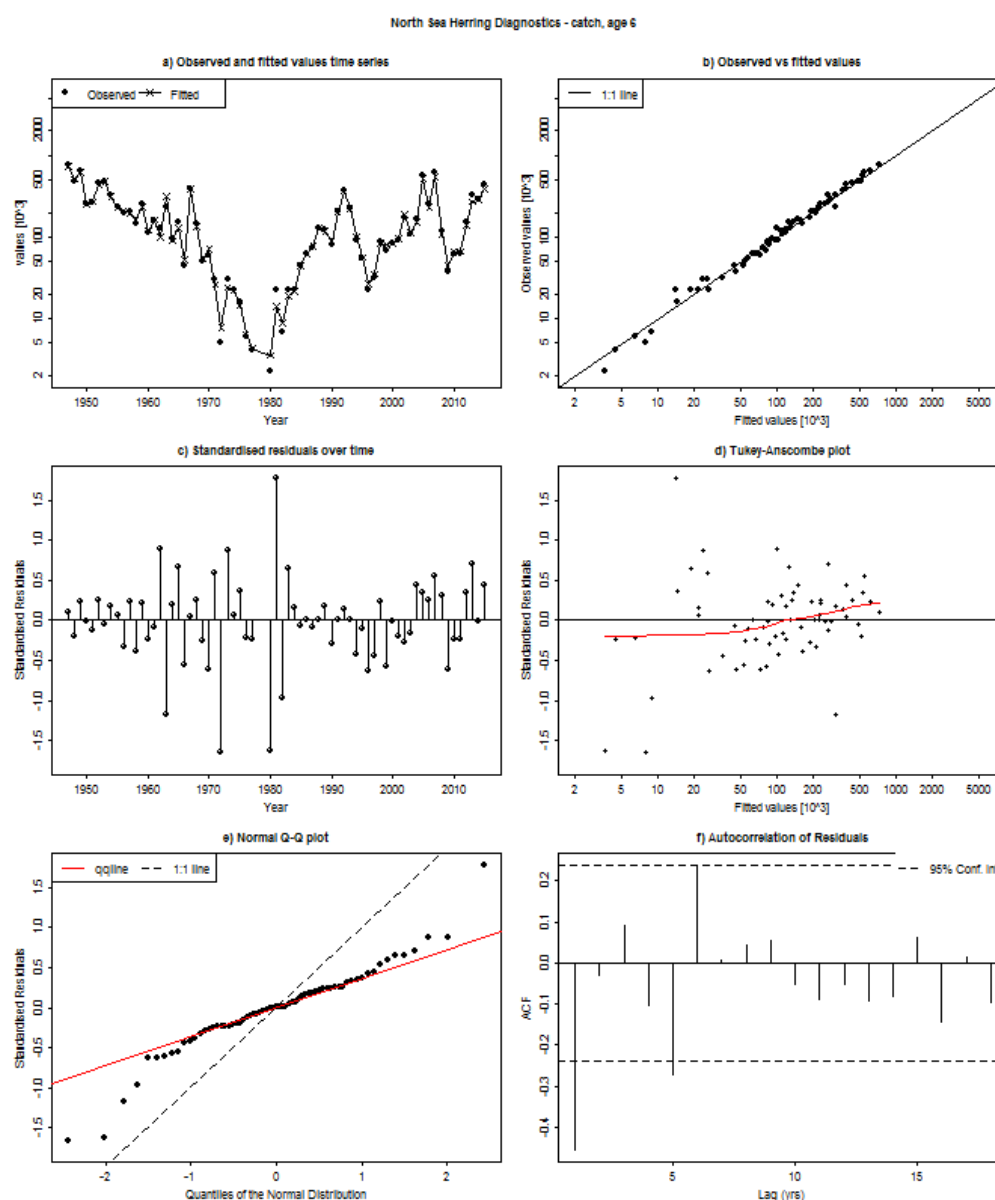 North Sea Herring Diagnostics - catch, age 6
a) Observed and fitted values time series
Observed
Fitted
values [10^3]
2000
500
200
100
50
20
10
5
2
1950 1960 1970 1980 1990 2000 2010
Year
b) Observed vs fitted values
1:1 line
Observed values [10^3]
2000
500
200
100
50
20
10
5
2
2 5 10 20 50 100 200 500 1000 2000 5000
Fitted values [10^3]
c) Standardised residuals over time
Standardised Residuals
1.5
1.0
0.5
0.0
-0.5
-1.0
-1.5
1950 1960 1970 1980 1990 2000 2010
Year
d) Tukey-Anscombe plot
Standardised Residuals
1.5
1.0
0.5
0.0
-0.5
-1.0
-1.5
2 5 10 20 50 100 200 500 1000 2000 5000
Fitted values [10^3]
e) Normal Q-Q plot
qqline
1:1 line
Standardised Residuals
1.5
1.0
0.5
0.0
-0.5
-1.0
-1.5
-2 -1 0 1 2
Quantiles of the Normal Distribution
f) Autocorrelation of Residuals
95% Conf. In
ACF
0.2
0.1
0.0
-0.1
-0.2
-0.3
-0.4
5 10 15
Lag (yrs)